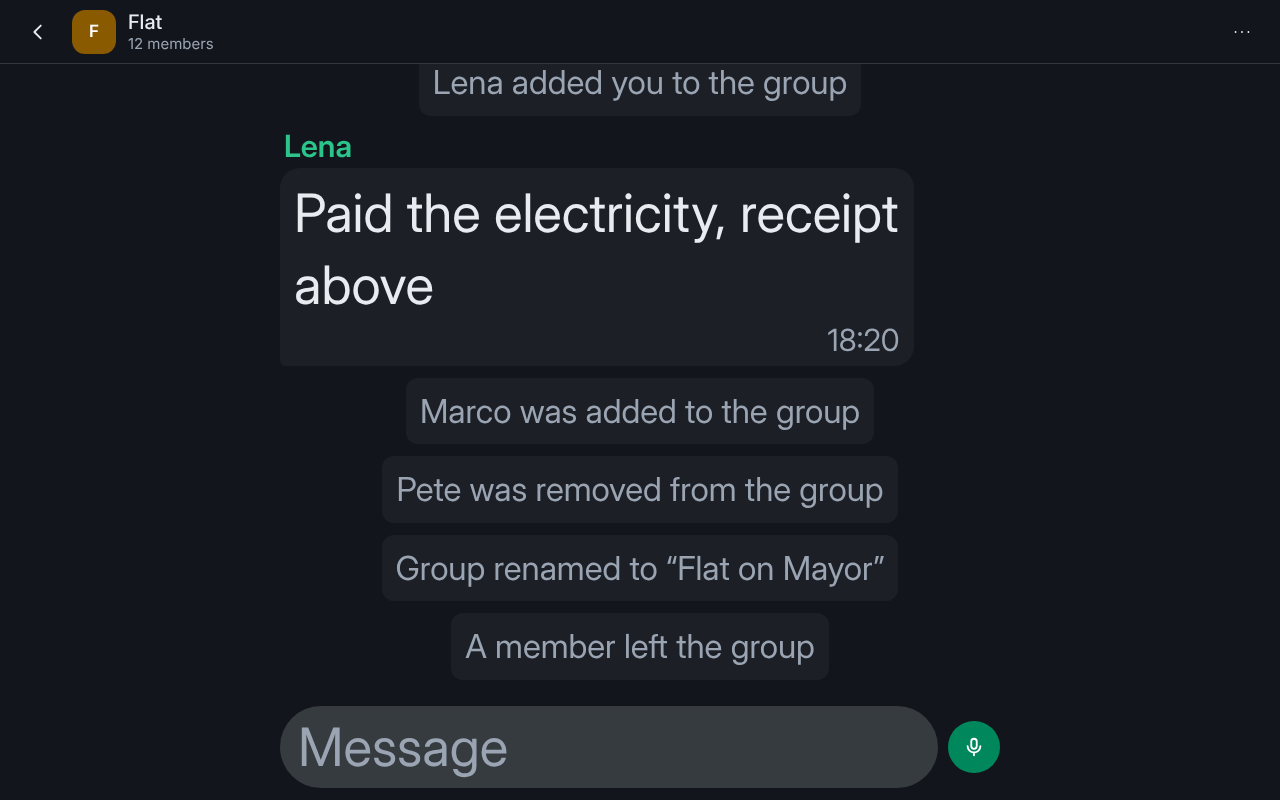 F
Flat
12 members
Lena added you to the group
Lena
Paid the electricity, receipt
above
18:20
Marco was added to the group
Pete was removed from the group
Group renamed to “Flat on Mayor”
A member left the group
Message